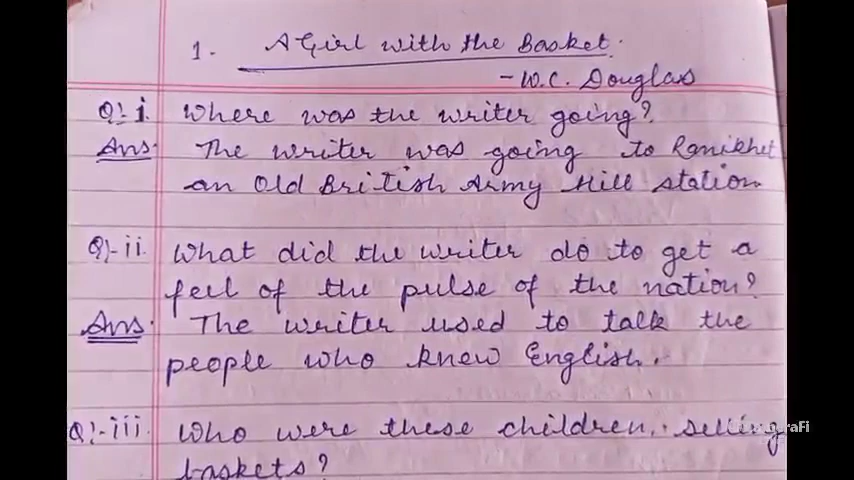 1. A Girl with the Basket.
- W.C. Douglas
Q:- i. Where was the writer going?
Ans. The writer was going to Ranikhet
an Old British Army Hill station.
Q:-ii. What did the writer do to get a
feel of the pulse of the nation?
Ans. The writer used to talk the
people who knew English.
Q:-iii. Who were these children, selling
baskets?